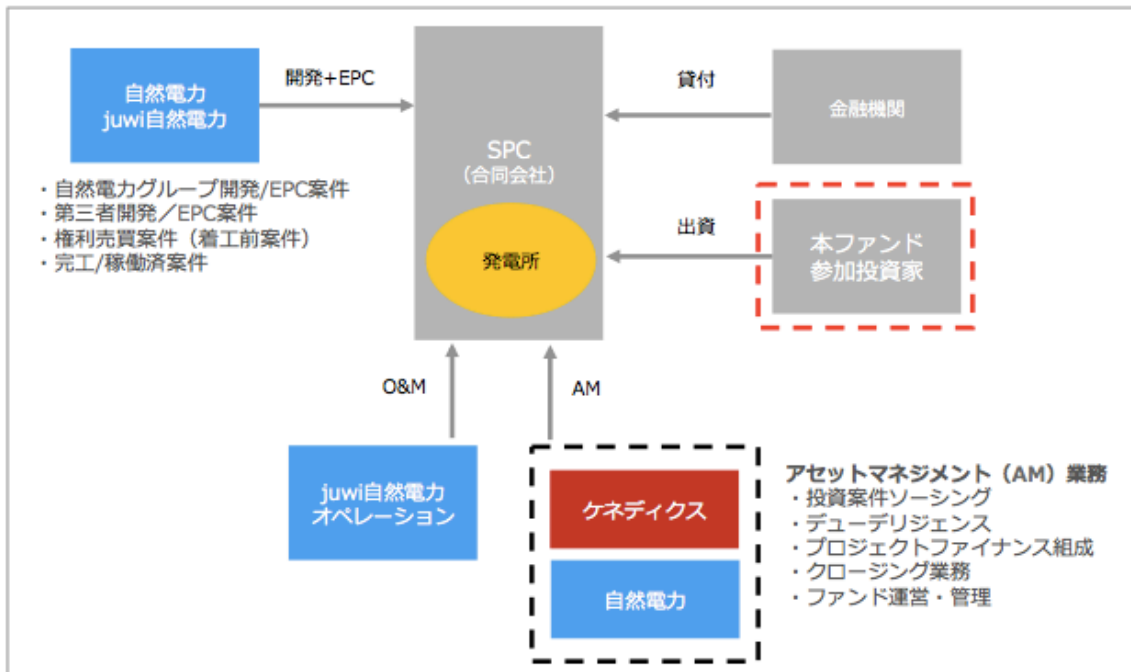 自然電力
juwi自然電力
開発+EPC
・自然電力グループ開発/EPC案件
・第三者開発／EPC案件
・権利売買案件（着工前案件）
・完工/稼働済案件
SPC
（合同会社）
発電所
貸付
金融機関
出資
本ファンド
参加投資家
O&M
AM
juwi自然電力
オペレーション
ケネディクス
自然電力
アセットマネジメント（AM）業務
・投資案件ソーシング
・デューデリジェンス
・プロジェクトファイナンス組成
・クロージング業務
・ファンド運営・管理